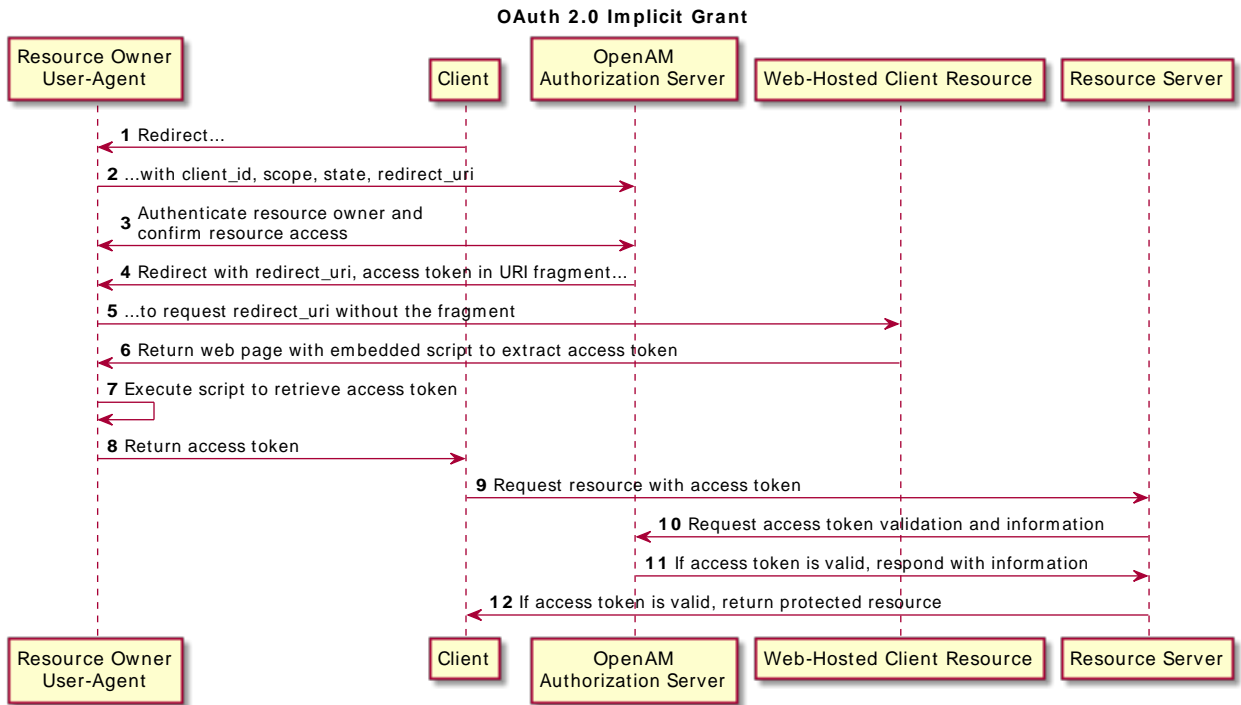 OAuth 2.0 Implicit Grant
Resource Owner
User-Agent
Client
OpenAM
Authorization Server
Web-Hosted Client Resource
Resource Server
1 Redirect...
2 ...with client_id, scope, state, redirect_uri
3 Authenticate resource owner and
confirm resource access
4 Redirect with redirect_uri, access token in URI fragment...
5 ...to request redirect_uri without the fragment
6 Return web page with embedded script to extract access token
7 Execute script to retrieve access token
8 Return access token
9 Request resource with access token
10 Request access token validation and information
11 If access token is valid, respond with information
12 If access token is valid, return protected resource
Resource Owner
User-Agent
Client
OpenAM
Authorization Server
Web-Hosted Client Resource
Resource Server